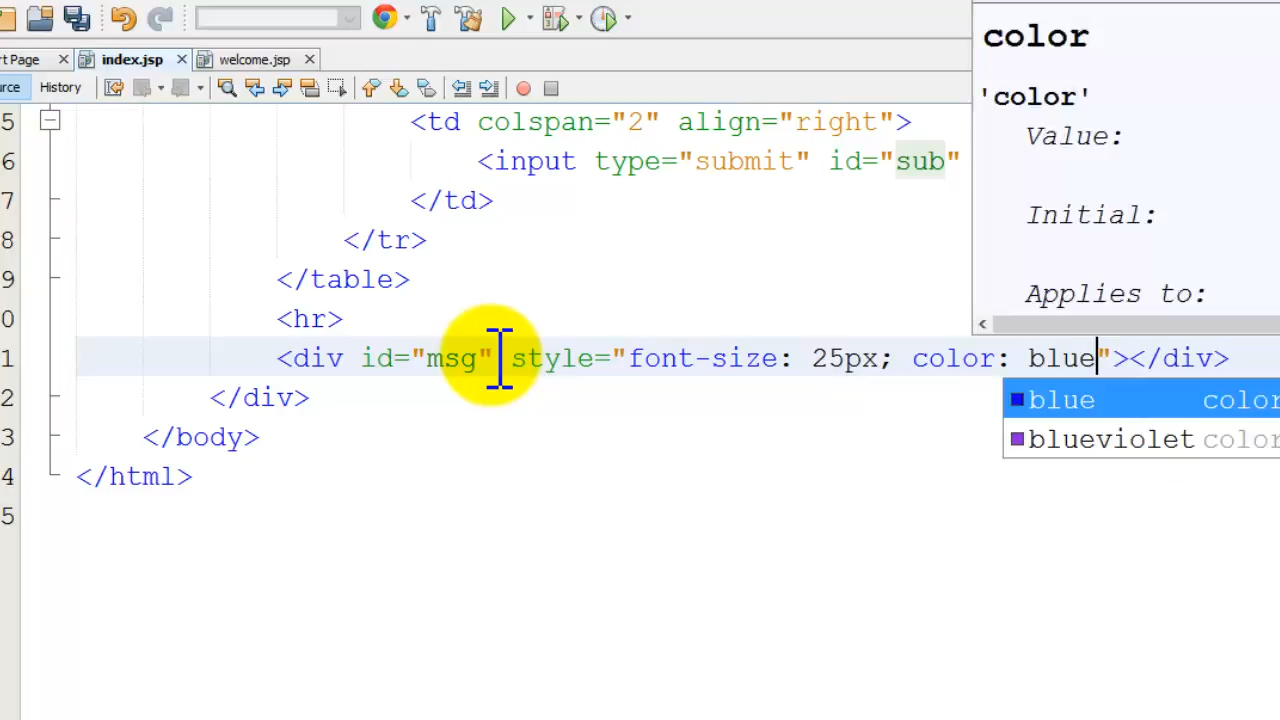 rt Page
index.jsp
welcome.jsp
rce
History
5 <td colspan="2" align="right">
6 <input type="submit" id="sub"
7 </td>
8 </tr>
9 </table>
0 <hr>
1 <div id="msg" style="font-size: 25px; color: blue"></div>
2 </div>
3 </body>
4 </html>
5
color
'color'
Value:
Initial:
Applies to:
blue color
blueviolet color